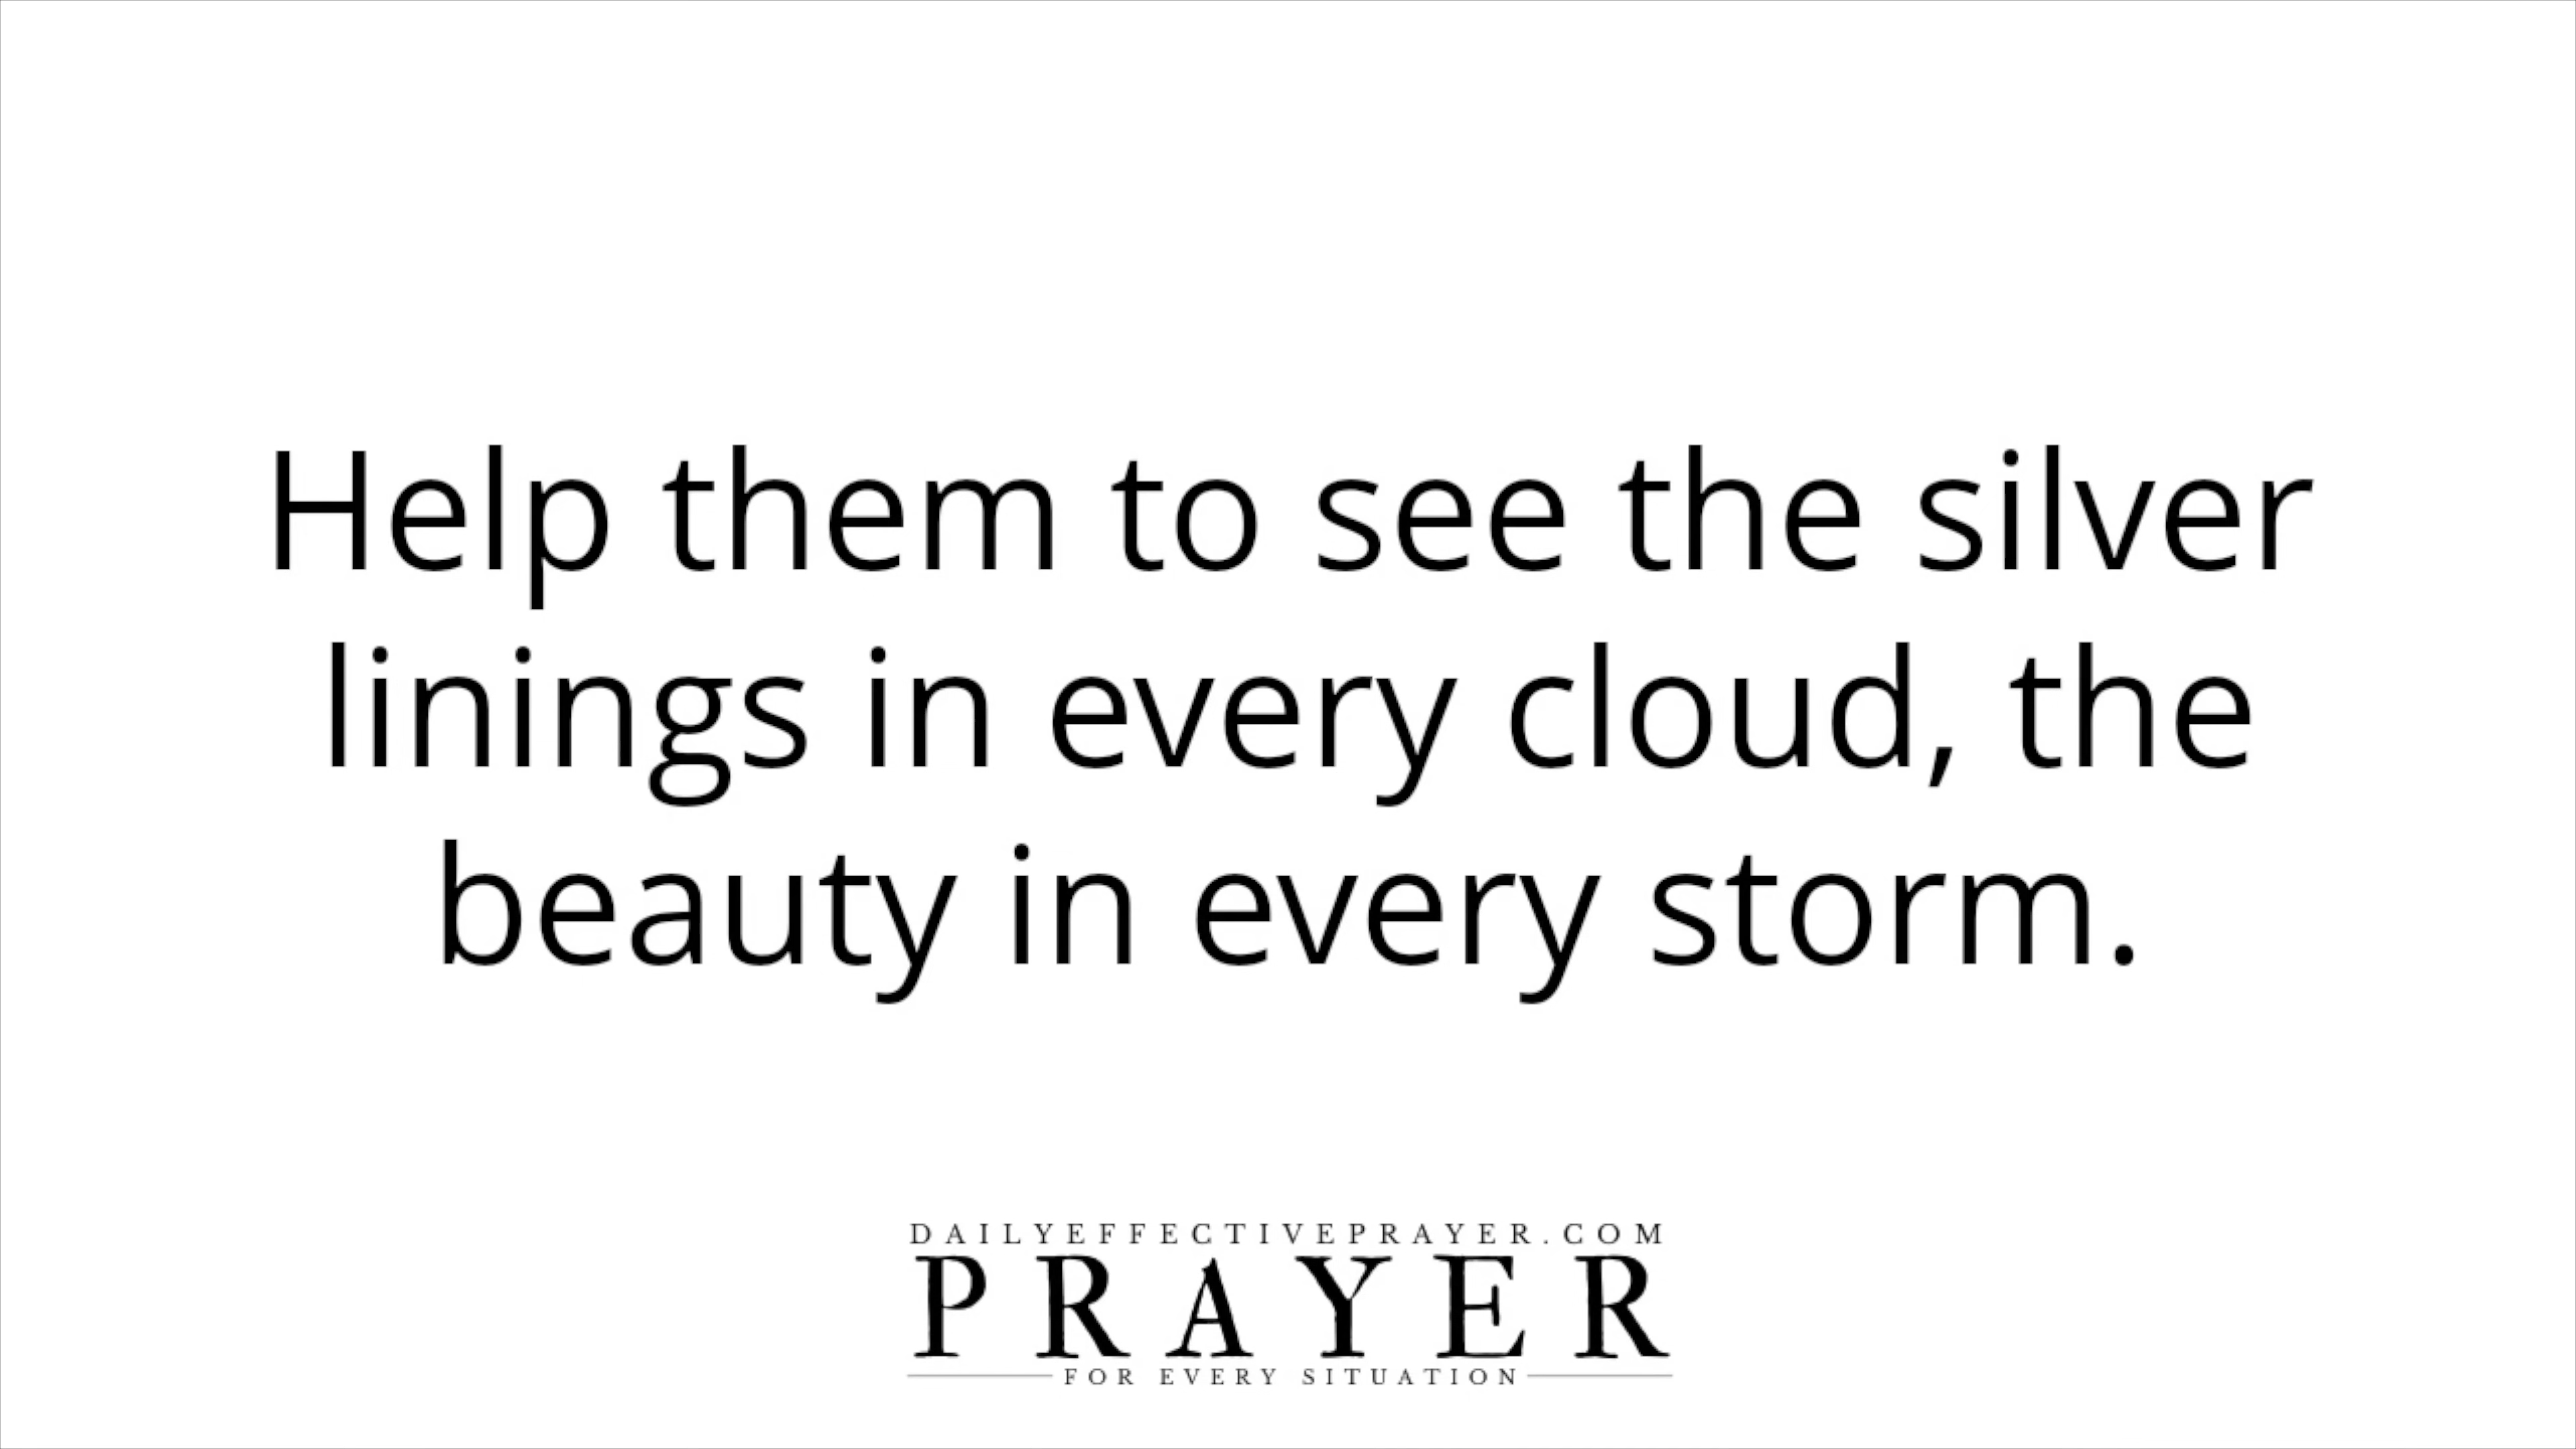 Help them to see the silver
linings in every cloud, the
beauty in every storm.
DAILYEFFECTIVEPRAYER.COM
PRAYER
FOR EVERY SITUATION